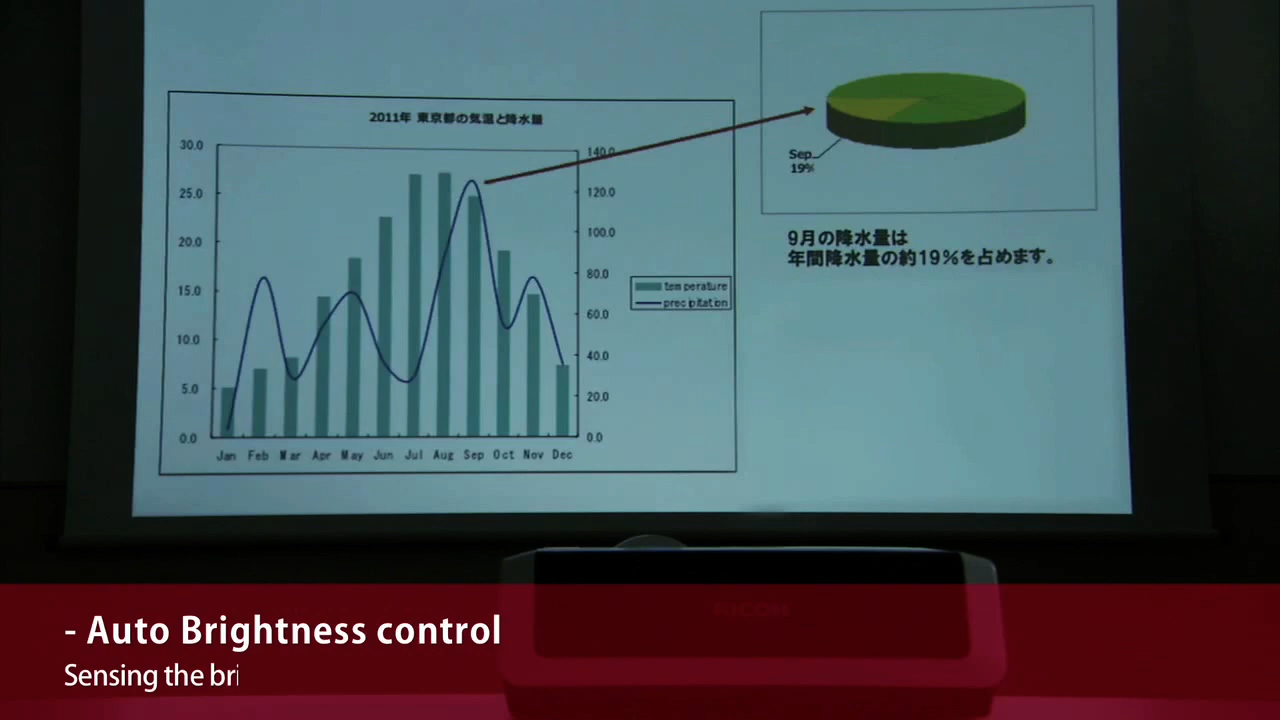 2011年 東京都の気温と降水量
30.0
25.0
20.0
15.0
10.0
5.0
0.0
140.0
120.0
100.0
80.0
60.0
40.0
20.0
0.0
Jan Feb Mar Apr May Jun Jul Aug Sep Oct Nov Dec
temperature
precipitation
Sep
19%
9月の降水量は
年間降水量の約19%を占めます。
RICOH
- Auto Brightness control
Sensing the bri